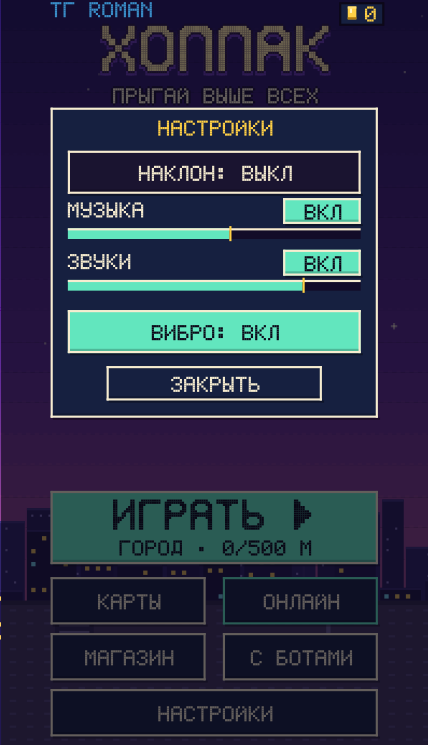 ТГ ROMAN
0
ХОППАК
ПРЫГАЙ ВЫШЕ ВСЕХ
НАСТРОЙКИ
НАКЛОН: ВЫКЛ
МУЗЫКА ВКЛ
ЗВУКИ ВКЛ
ВИБРО: ВКЛ
ЗАКРЫТЬ
ИГРАТЬ ▶
ГОРОД · 0/500 М
КАРТЫ ОНЛАЙН
МАГАЗИН С БОТАМИ
НАСТРОЙКИ